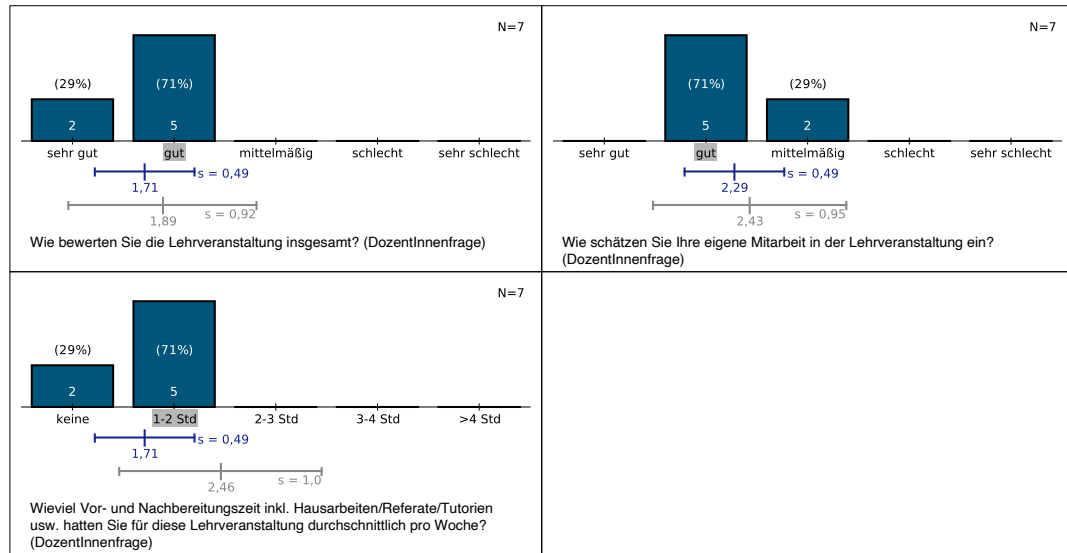 N=7
(29%)
(71%)
2
5
sehr gut
gut
mittelmäßig
schlecht
sehr schlecht
s = 0,49
1,71
s = 0,92
1,89
Wie bewerten Sie die Lehrveranstaltung insgesamt? (DozentInnenfrage)
N=7
(71%)
(29%)
5
2
sehr gut
gut
mittelmäßig
schlecht
sehr schlecht
s = 0,49
2,29
s = 0,95
2,43
Wie schätzen Sie Ihre eigene Mitarbeit in der Lehrveranstaltung ein?
(DozentInnenfrage)
N=7
(29%)
(71%)
2
5
keine
1-2 Std
2-3 Std
3-4 Std
>4 Std
s = 0,49
1,71
s = 1,0
2,46
Wieviel Vor- und Nachbereitungszeit inkl. Hausarbeiten/Referate/Tutorien
usw. hatten Sie für diese Lehrveranstaltung durchschnittlich pro Woche?
(DozentInnenfrage)